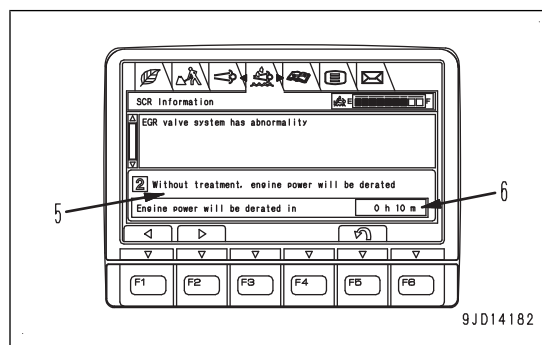 SCR Information
E F
EGR valve system has abnormality
2 Without treatment, engine power will be derated
Engine power will be derated in 0 h 10 m
5
6
F1 F2 F3 F4 F5 F6
9JD14182